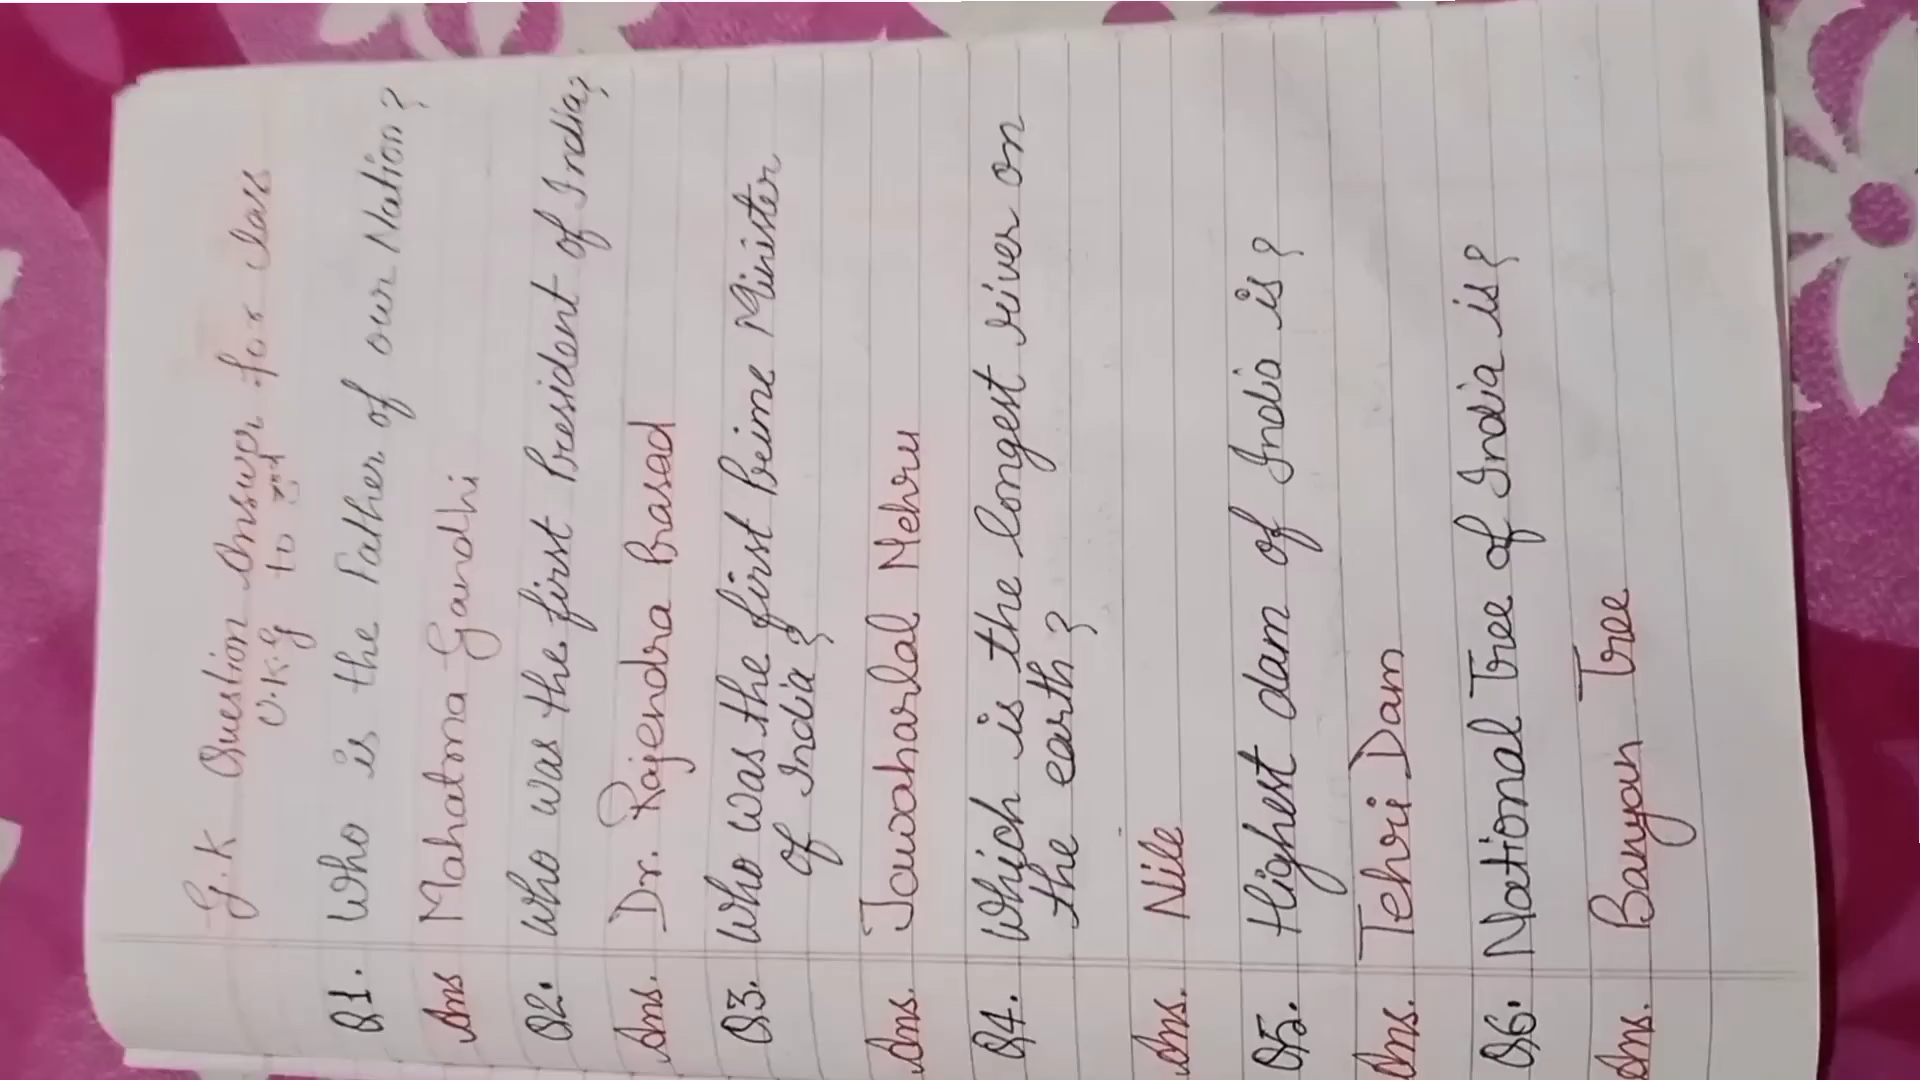 G.K Question Answer for class
U.K.G to 2nd
Q1. Who is the Father of our Nation?
Ans Mahatma Gandhi
Q2. Who was the first President of India?
Ans. Dr. Rajendra Prasad
Q3. Who was the first Prime Minister
of India?
Ans. Jawaharlal Nehru
Q4. Which is the longest river on
the earth?
Ans. Nile
Q5. Highest dam of India is?
Ans. Tehri Dam
Q6. National Tree of India is?
Ans. Banyan Tree